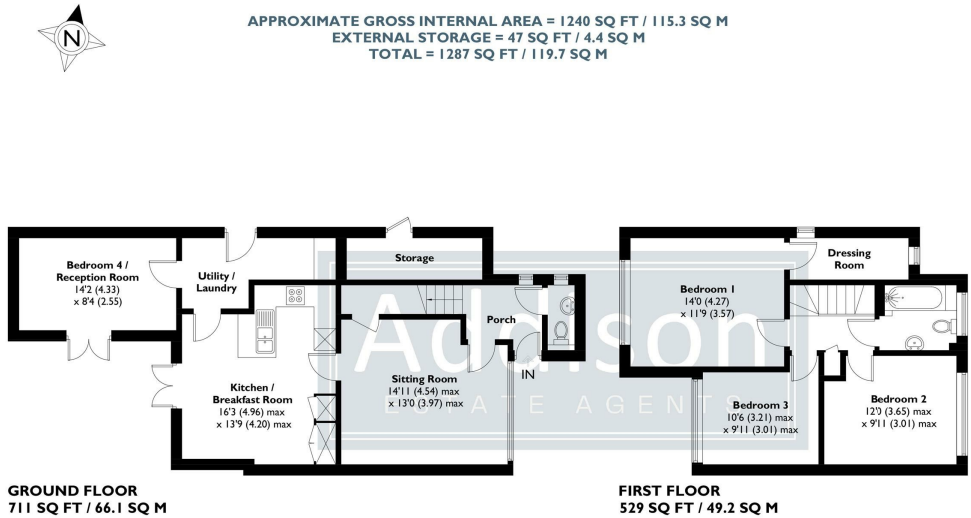 N
APPROXIMATE GROSS INTERNAL AREA = 1240 SQ FT / 115.3 SQ M
EXTERNAL STORAGE = 47 SQ FT / 4.4 SQ M
TOTAL = 1287 SQ FT / 119.7 SQ M
Bedroom 4 /
Reception Room
14'2 (4.33)
x 8'4 (2.55)
Utility /
Laundry
Storage
Porch
IN
Kitchen /
Breakfast Room
16'3 (4.96) max
x 13'9 (4.20) max
Sitting Room
14'11 (4.54) max
x 13'0 (3.97) max
Addison
ESTATE AGENTS
Bedroom 1
14'0 (4.27)
x 11'9 (3.57)
Dressing
Room
Bedroom 3
10'6 (3.21) max
x 9'11 (3.01) max
Bedroom 2
12'0 (3.65) max
x 9'11 (3.01) max
GROUND FLOOR
711 SQ FT / 66.1 SQ M
FIRST FLOOR
529 SQ FT / 49.2 SQ M